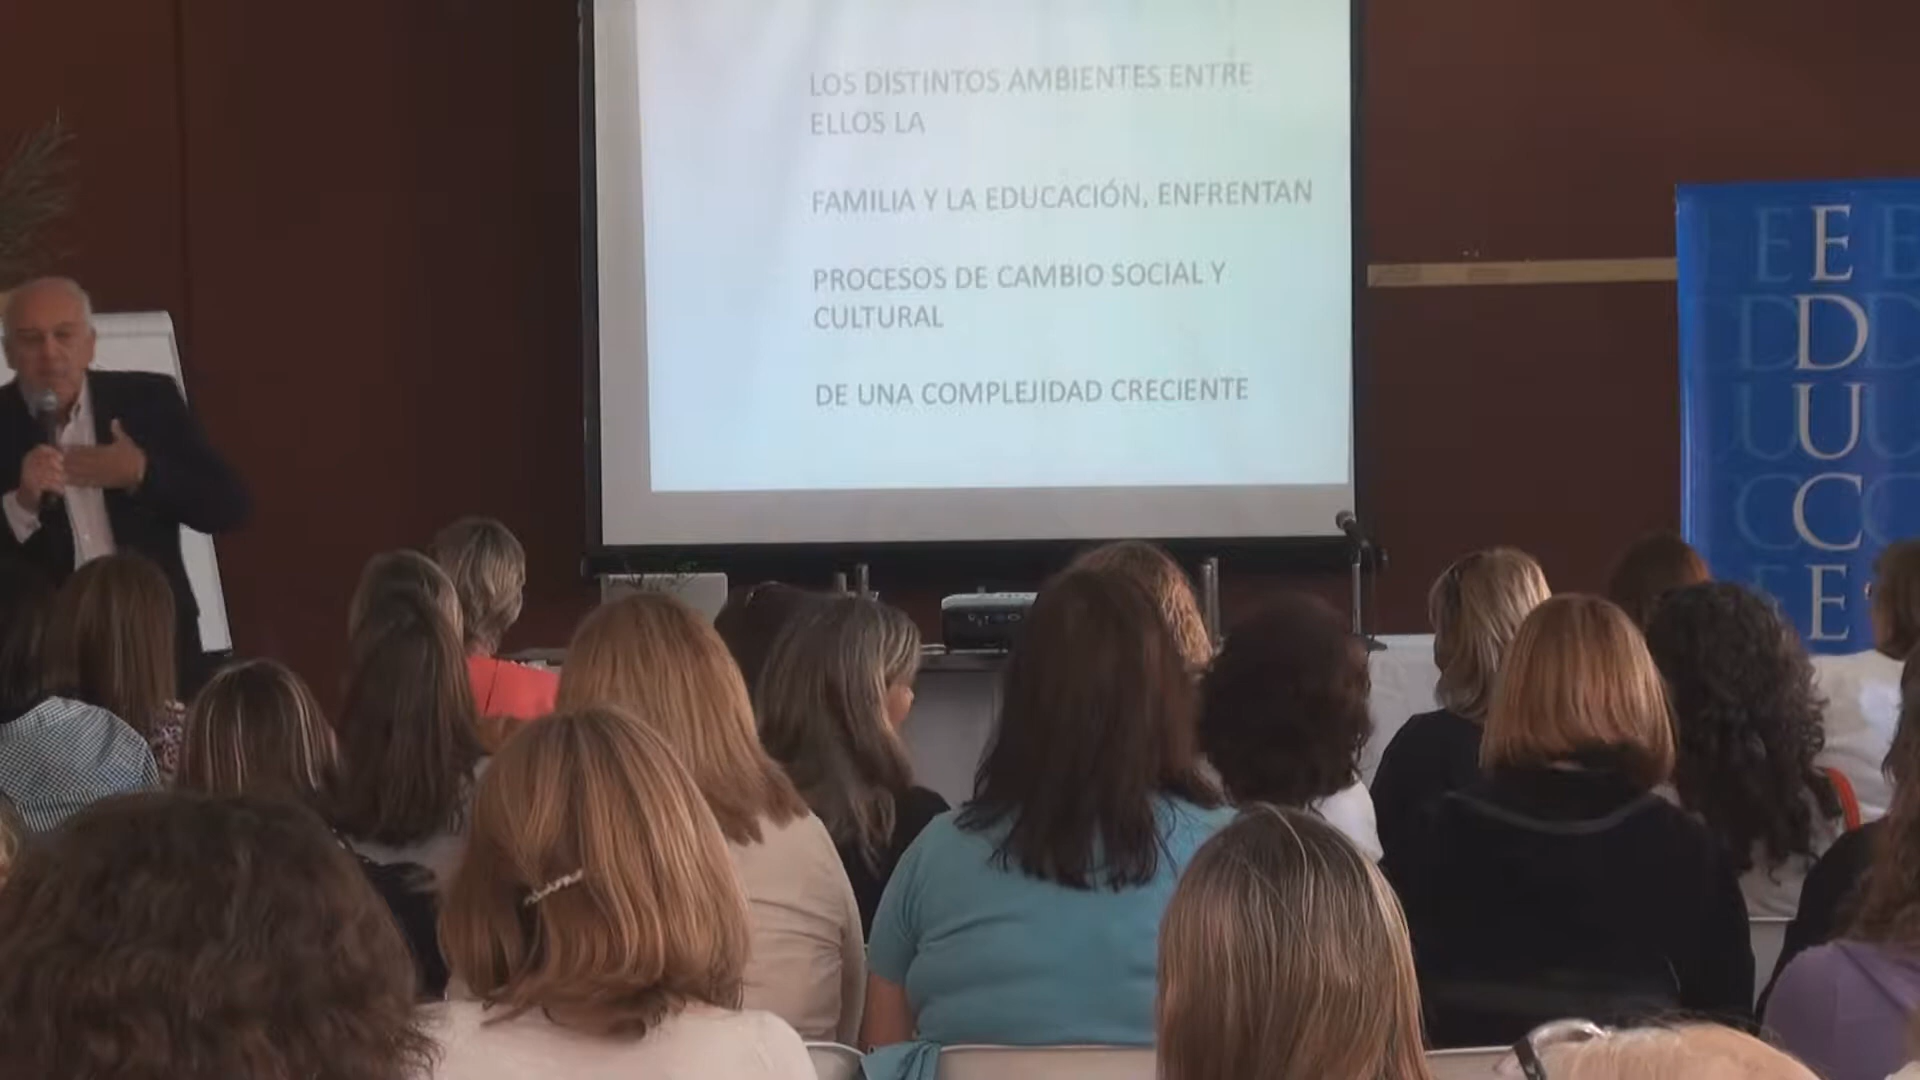 LOS DISTINTOS AMBIENTES ENTRE
ELLOS LA
FAMILIA Y LA EDUCACIÓN, ENFRENTAN
PROCESOS DE CAMBIO SOCIAL Y
CULTURAL
DE UNA COMPLEJIDAD CRECIENTE
EDUCE